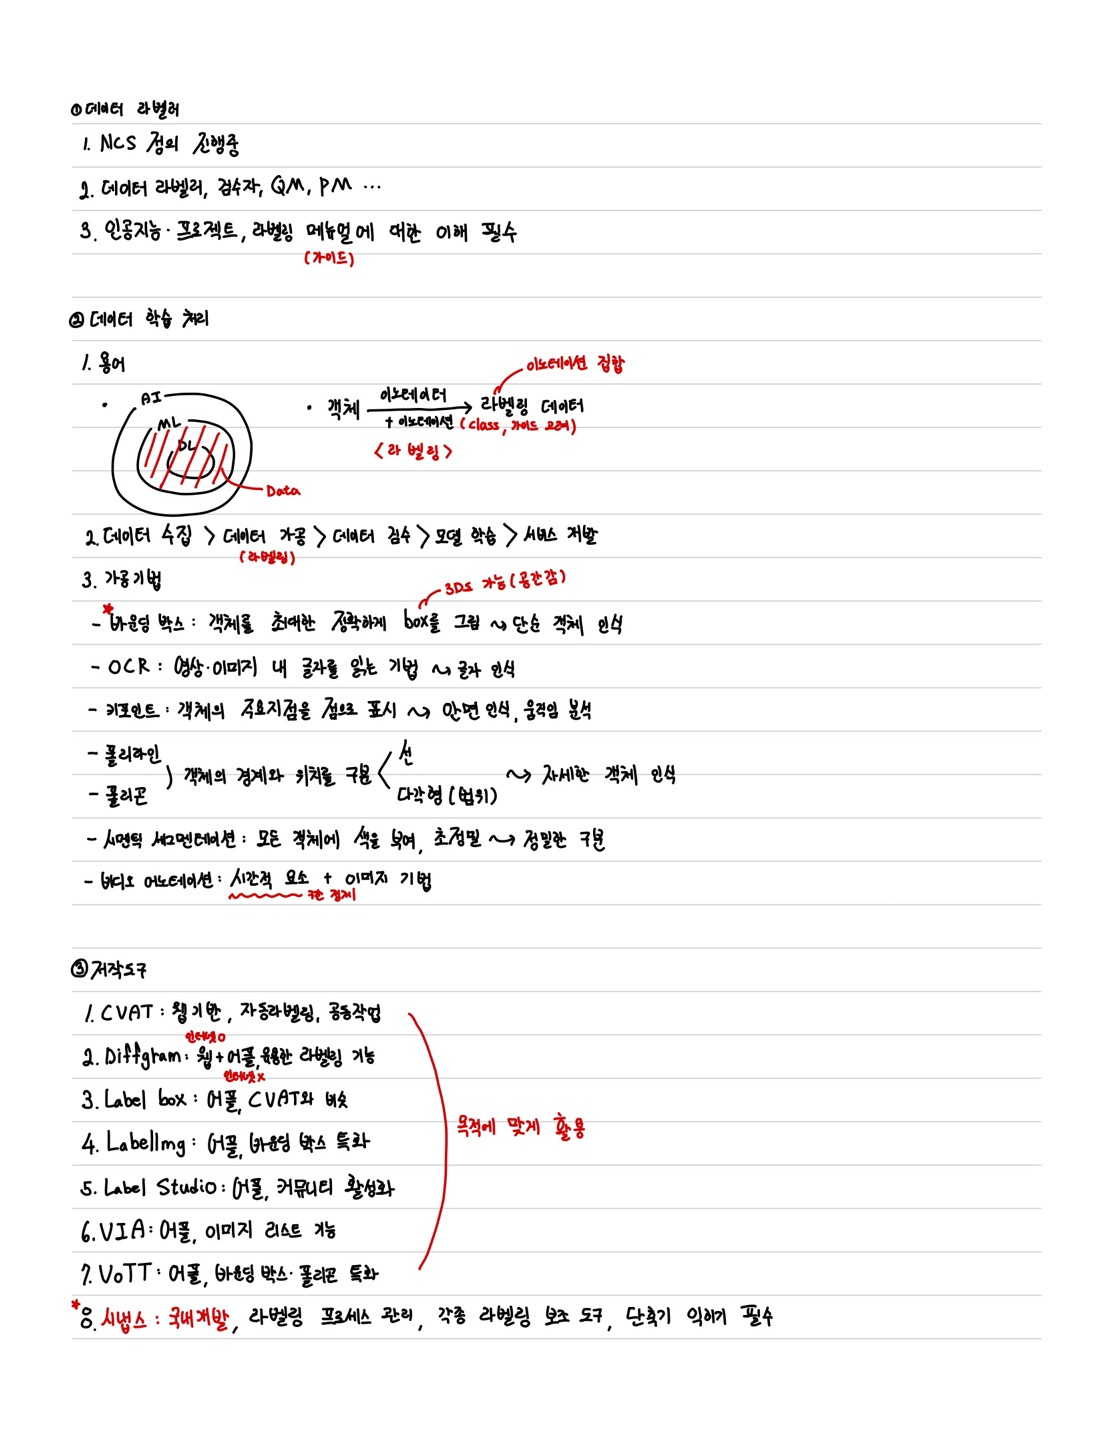 ① 데이터 라벨러
1. NCS 정의 진행중
2. 데이터 라벨러, 검수자, QM, PM …
3. 인공지능 · 프로젝트, 라벨링 메뉴얼에 대한 이해 필수
(가이드)
② 데이터 학습 처리
1. 용어
이노테이션 집합
· AI
ML
DL
Data
· 객체 이노테이터 라벨링 데이터
+ 이노테이션 (class, 가이드 고려)
<라벨링>
2. 데이터 수집 > 데이터 가공 > 데이터 검수 > 모델 학습 > 서비스 개발
(라벨링)
3. 가공기법
3D도 가능 (공간감)
* - 바운딩 박스 : 객체를 최대한 정확하게 box를 그림 ↝ 단순 객체 인식
- OCR : 영상·이미지 내 글자를 읽는 기법 ↝ 글자 인식
- 키포인트 : 객체의 주요지점을 점으로 표시 ↝ 안면 인식, 움직임 분석
- 폴리라인 선
) 객체의 경계와 위치를 구분 < ↝ 자세한 객체 인식
- 폴리곤 다각형 (범위)
- 시멘틱 세그멘테이션 : 모든 객체에 색을 부여, 초정밀 ↝ 정밀한 구분
- 비디오 어노테이션 : 시간적 요소 + 이미지 기법
구간 정제
③ 저작도구
1. CVAT : 웹기반, 자동라벨링, 공동작업
인터넷o
2. Diffgram : 웹+어플, 유용한 라벨링 기능
인터넷x
3. Label box : 어플, CVAT와 비슷
목적에 맞게 활용
4. LabelImg : 어플, 바운딩 박스 특화
5. Label Studio : 어플, 커뮤니티 활성화
6. VIA : 어플, 이미지 리스트 기능
7. VoTT : 어플, 바운딩 박스·폴리곤 특화
* 8. 시냅스 : 국내개발, 라벨링 프로세스 관리, 각종 라벨링 보조 도구, 단축기 익히기 필수